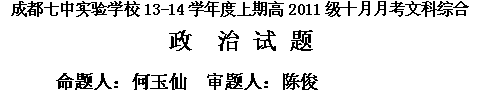 成都七中实验学校13-14学年度上期高2011级十月月考文科综合
政 治 试 题
命题人：何玉仙 审题人：陈俊